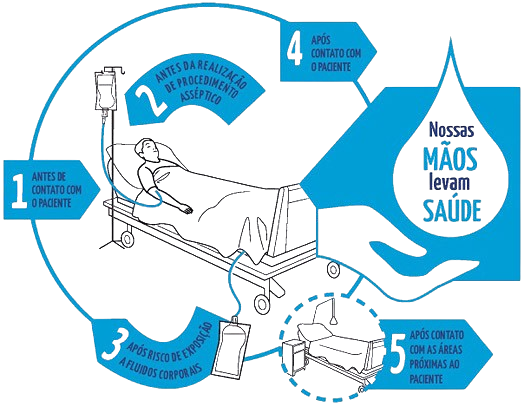 1 ANTES DE
CONTATO COM
O PACIENTE
2 ANTES DA REALIZAÇÃO
DE PROCEDIMENTO
ASSÉPTICO
3 APÓS RISCO DE EXPOSIÇÃO
A FLUIDOS CORPORAIS
4 APÓS
CONTATO COM
O PACIENTE
5 APÓS CONTATO
COM AS ÁREAS
PRÓXIMAS AO
PACIENTE
Nossas
MÃOS
levam
SAÚDE